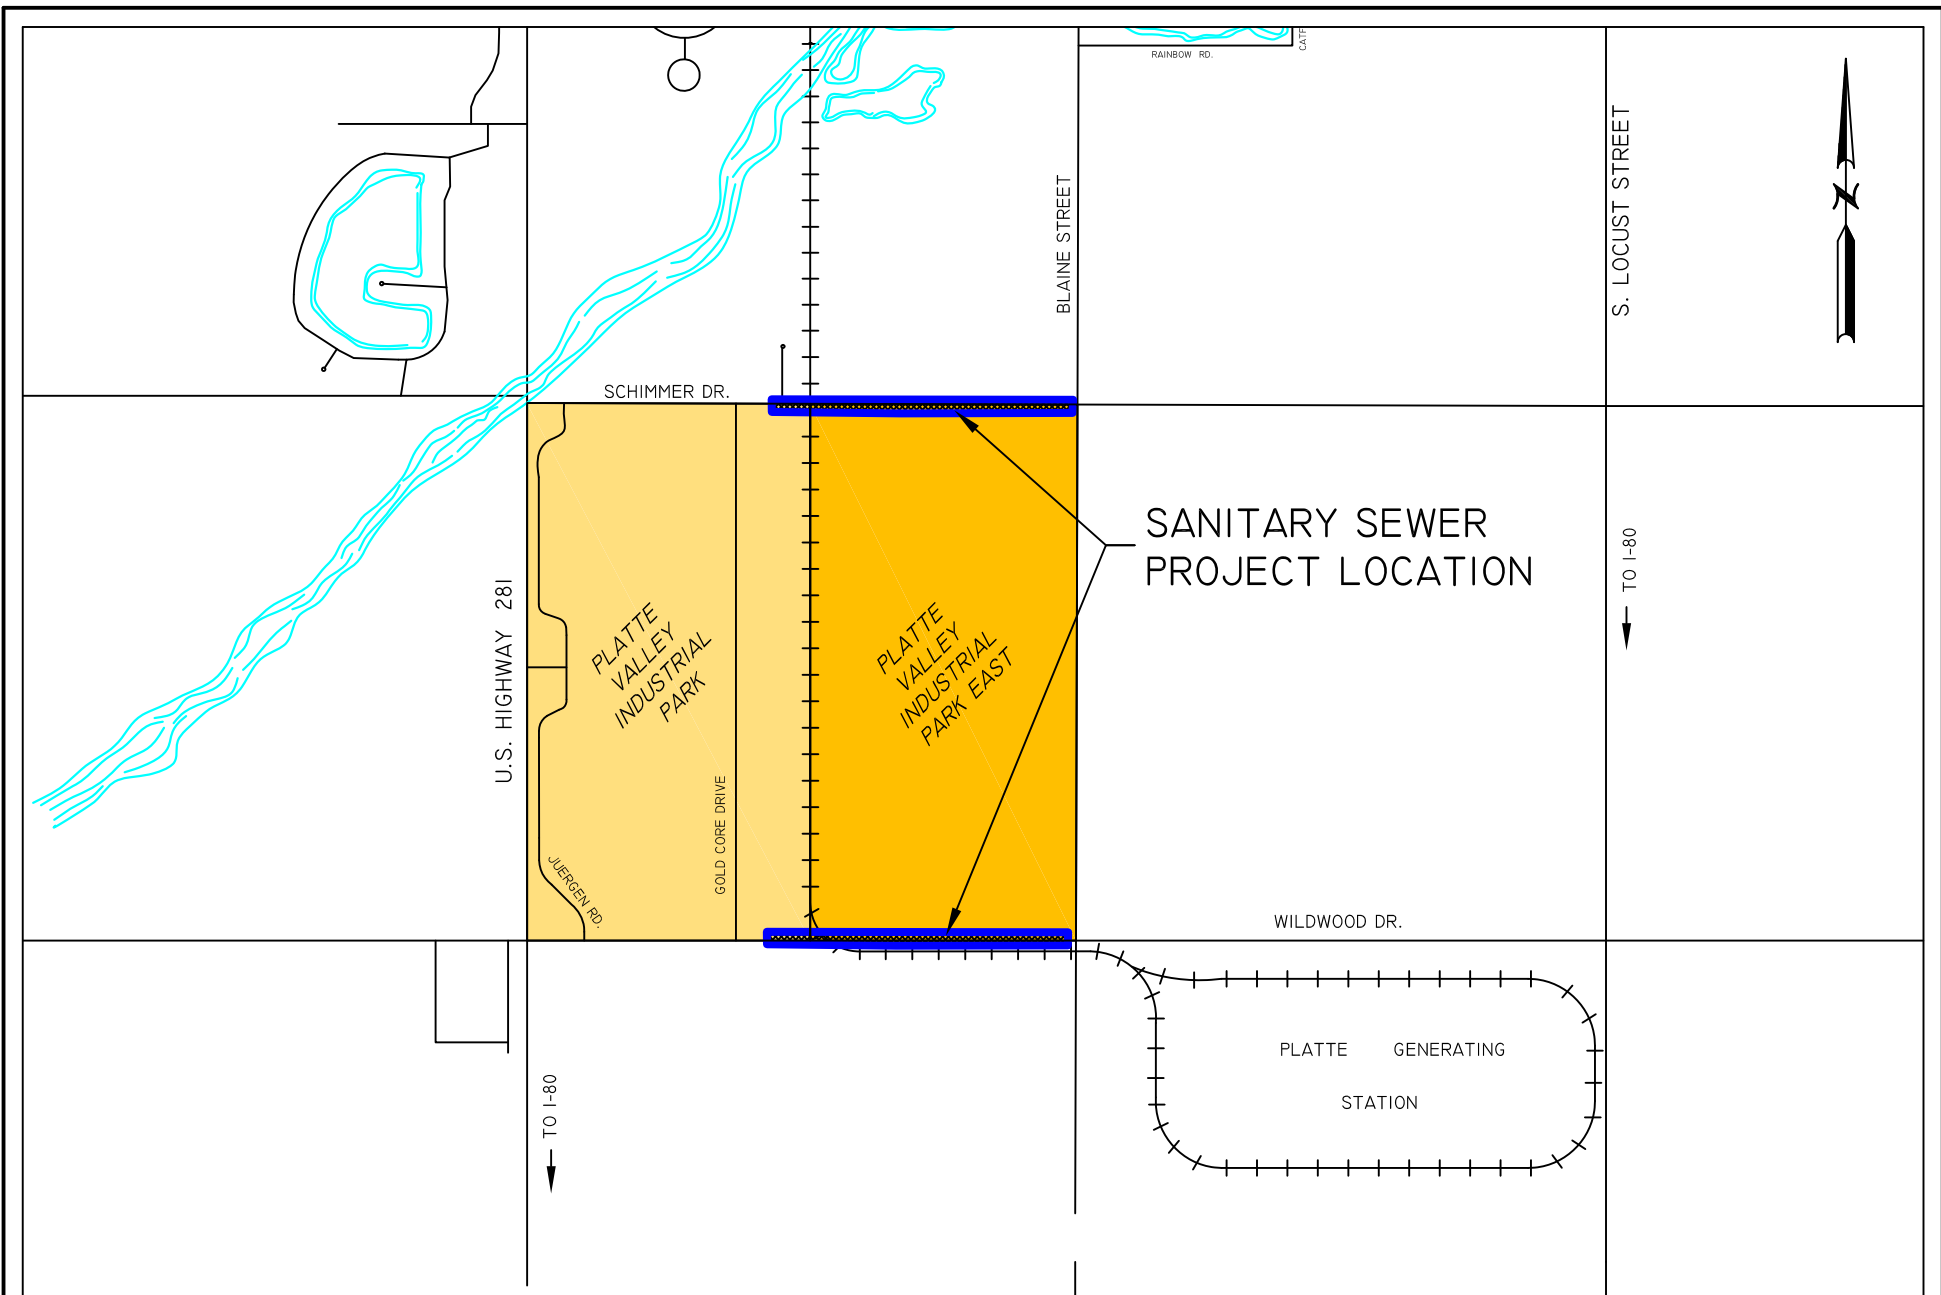 RAINBOW RD.
CATF
S. LOCUST STREET
BLAINE STREET
N
SCHIMMER DR.
SANITARY SEWER
PROJECT LOCATION
TO I-80
U.S. HIGHWAY 281
PLATTE
VALLEY
INDUSTRIAL
PARK
PLATTE
VALLEY
INDUSTRIAL
PARK EAST
GOLD CORE DRIVE
JUERGEN RD.
WILDWOOD DR.
PLATTE GENERATING
STATION
TO I-80